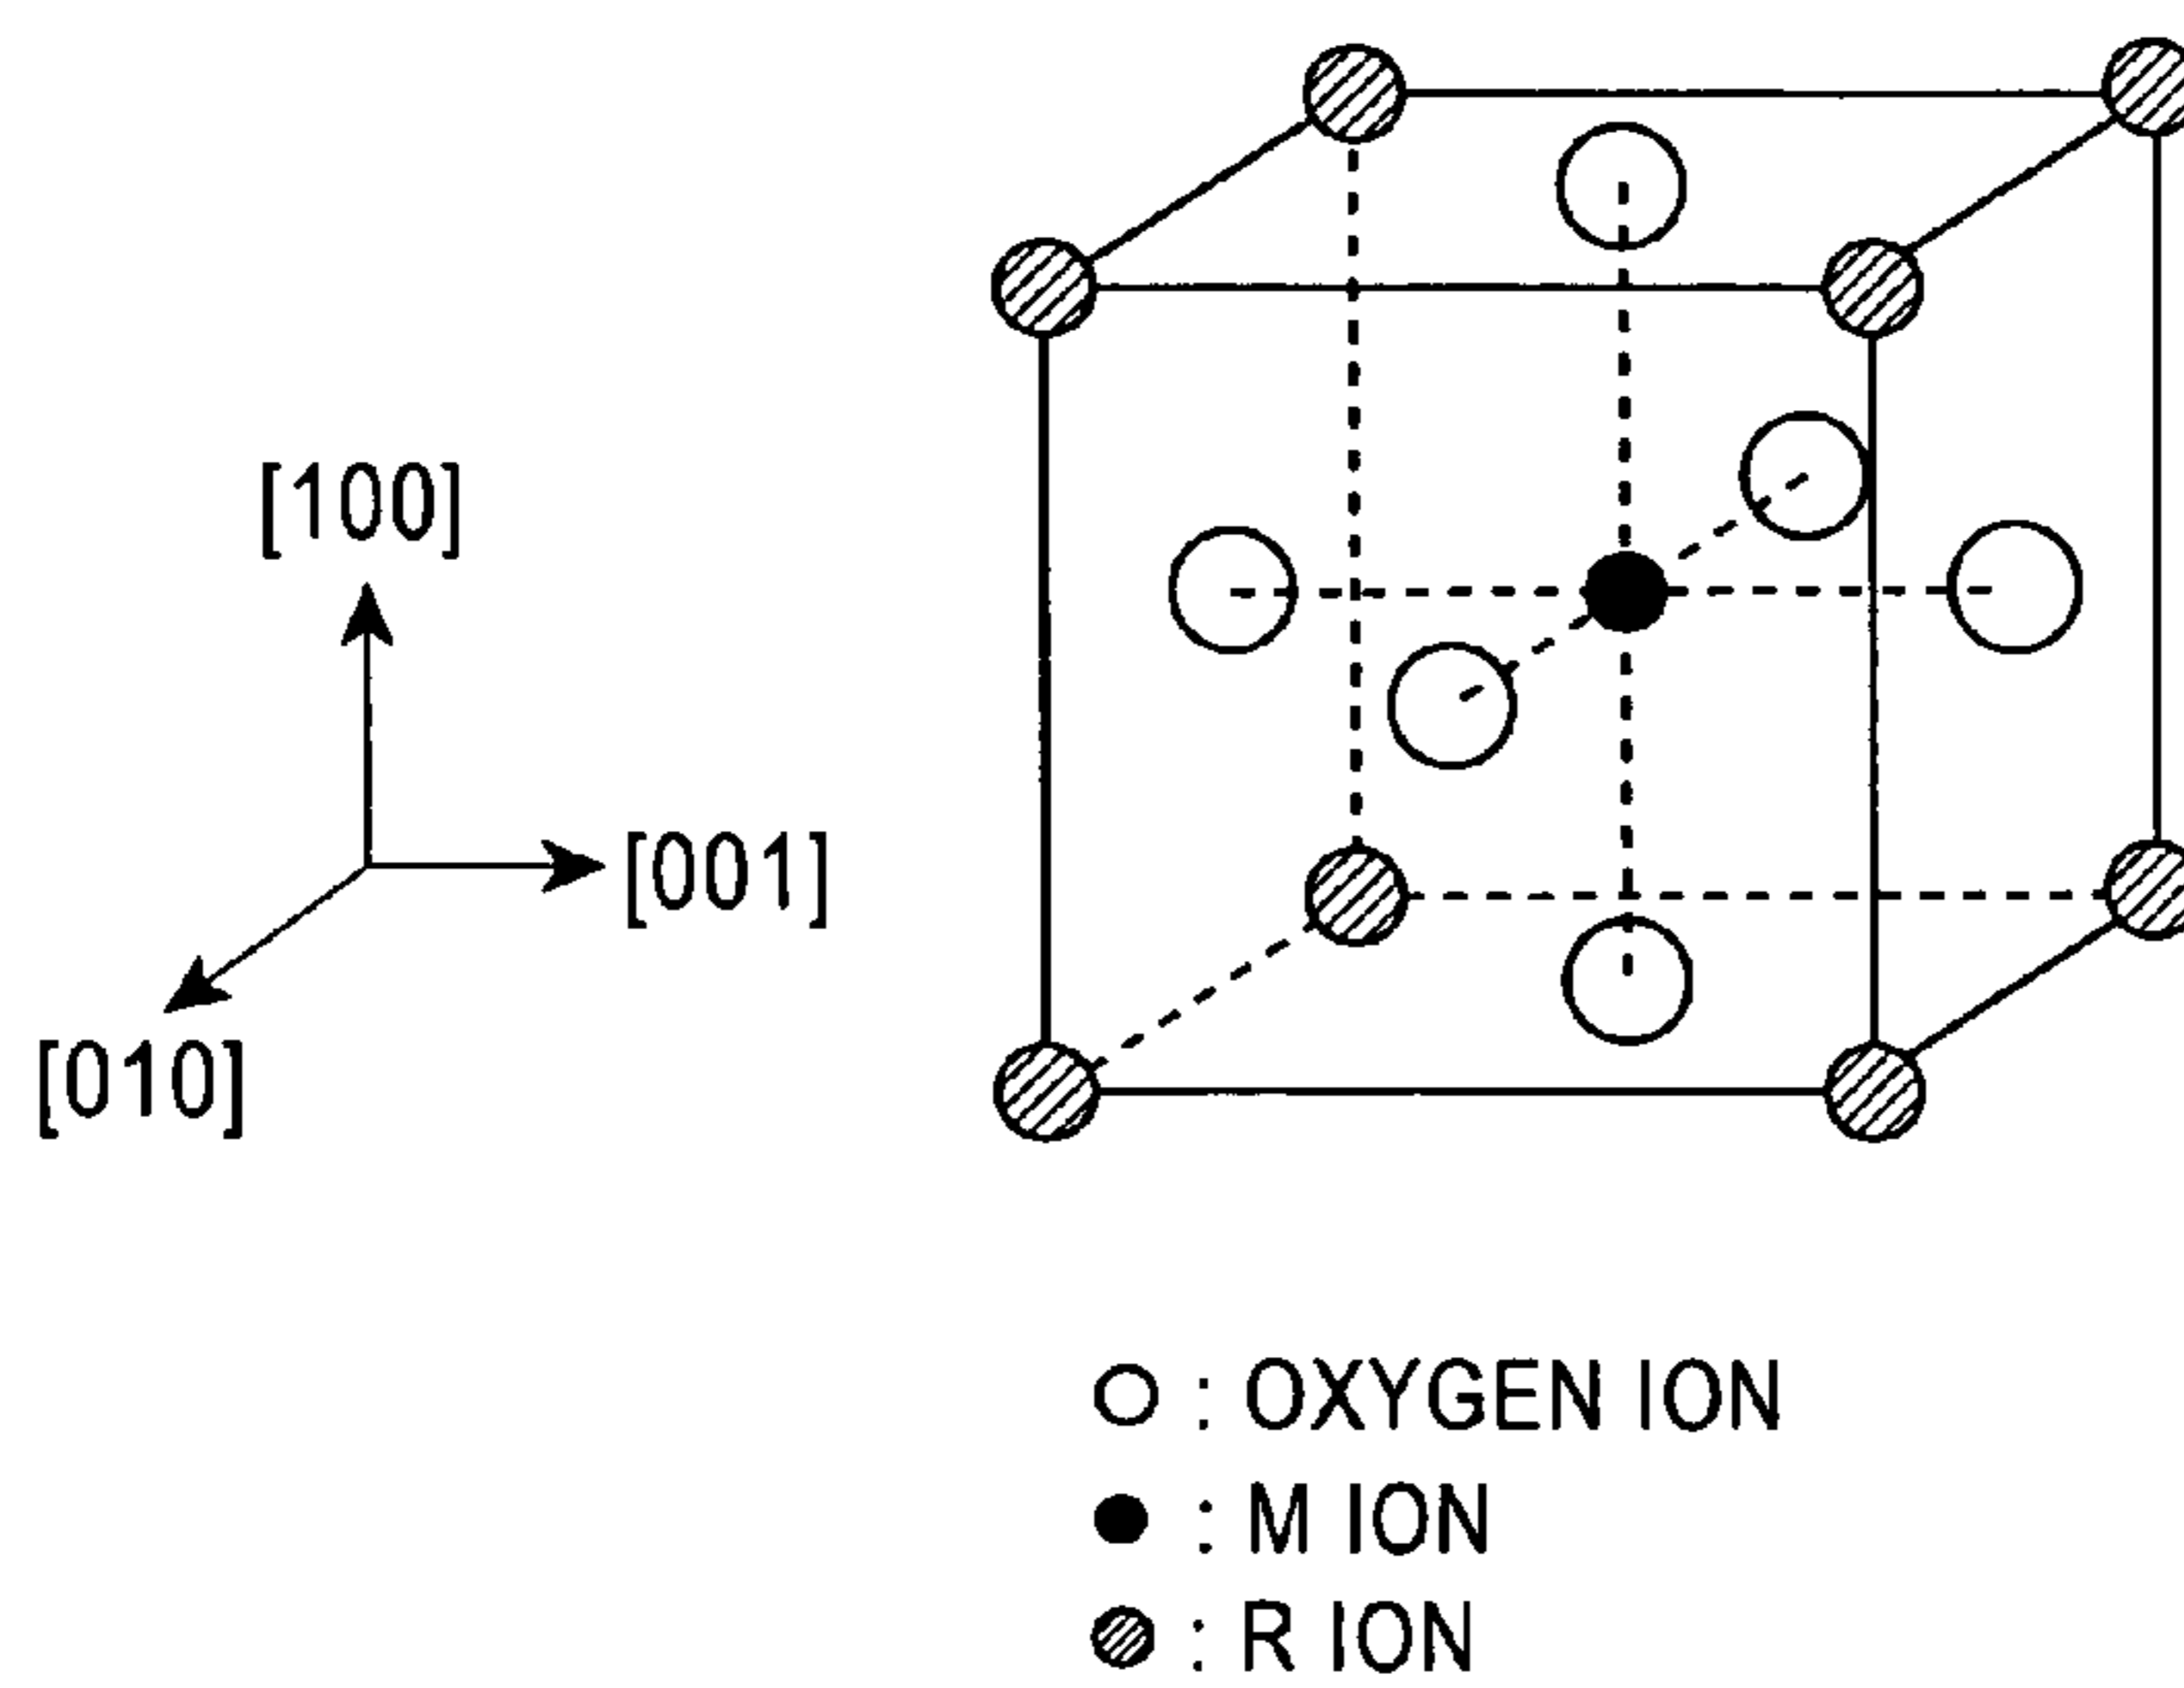 [100]
[001]
[010]
: OXYGEN ION
: M ION
: R ION